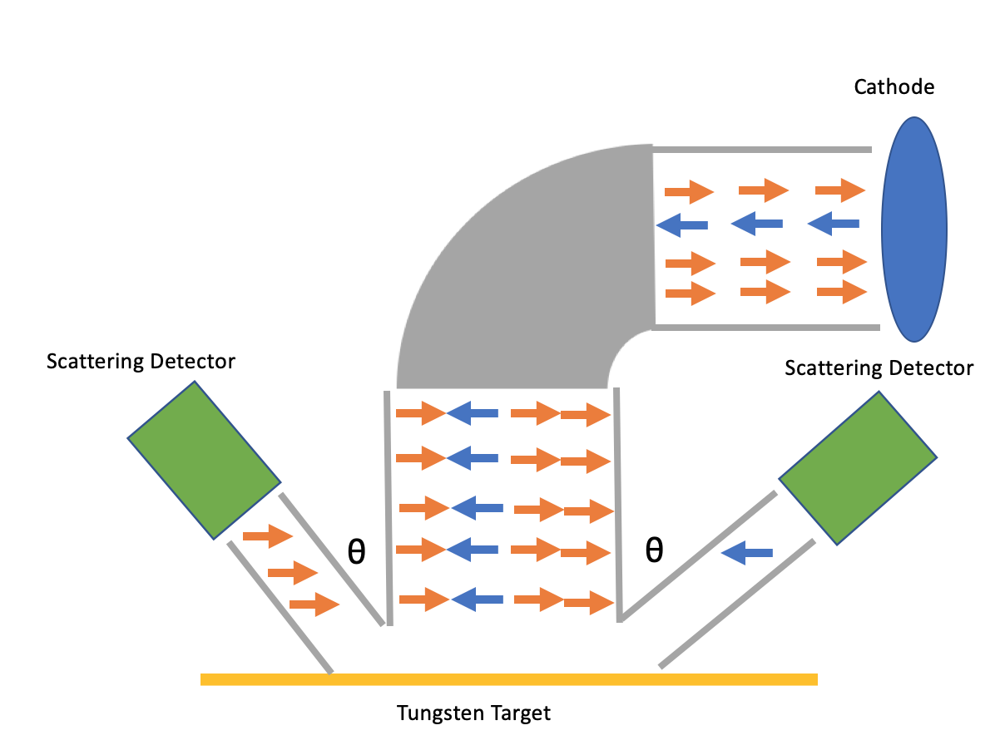 Cathode
Scattering Detector
Scattering Detector
θ
θ
Tungsten Target